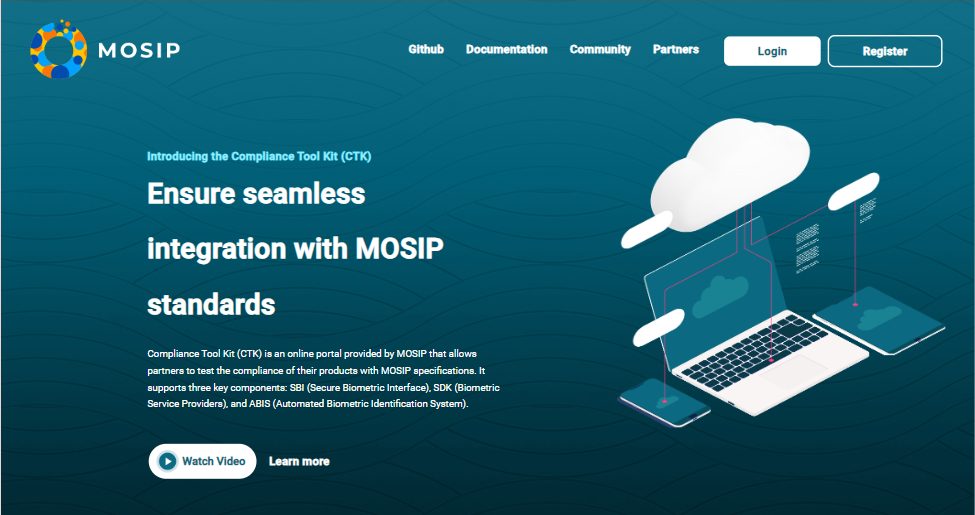 MOSIP
Github Documentation Community Partners Login Register
Introducing the Compliance Tool Kit (CTK)
Ensure seamless
integration with MOSIP
standards
Compliance Tool Kit (CTK) is an online portal provided by MOSIP that allows
partners to test the compliance of their products with MOSIP specifications. It
supports three key components: SBI (Secure Biometric Interface), SDK (Biometric
Service Providers), and ABIS (Automated Biometric Identification System).
Watch Video Learn more